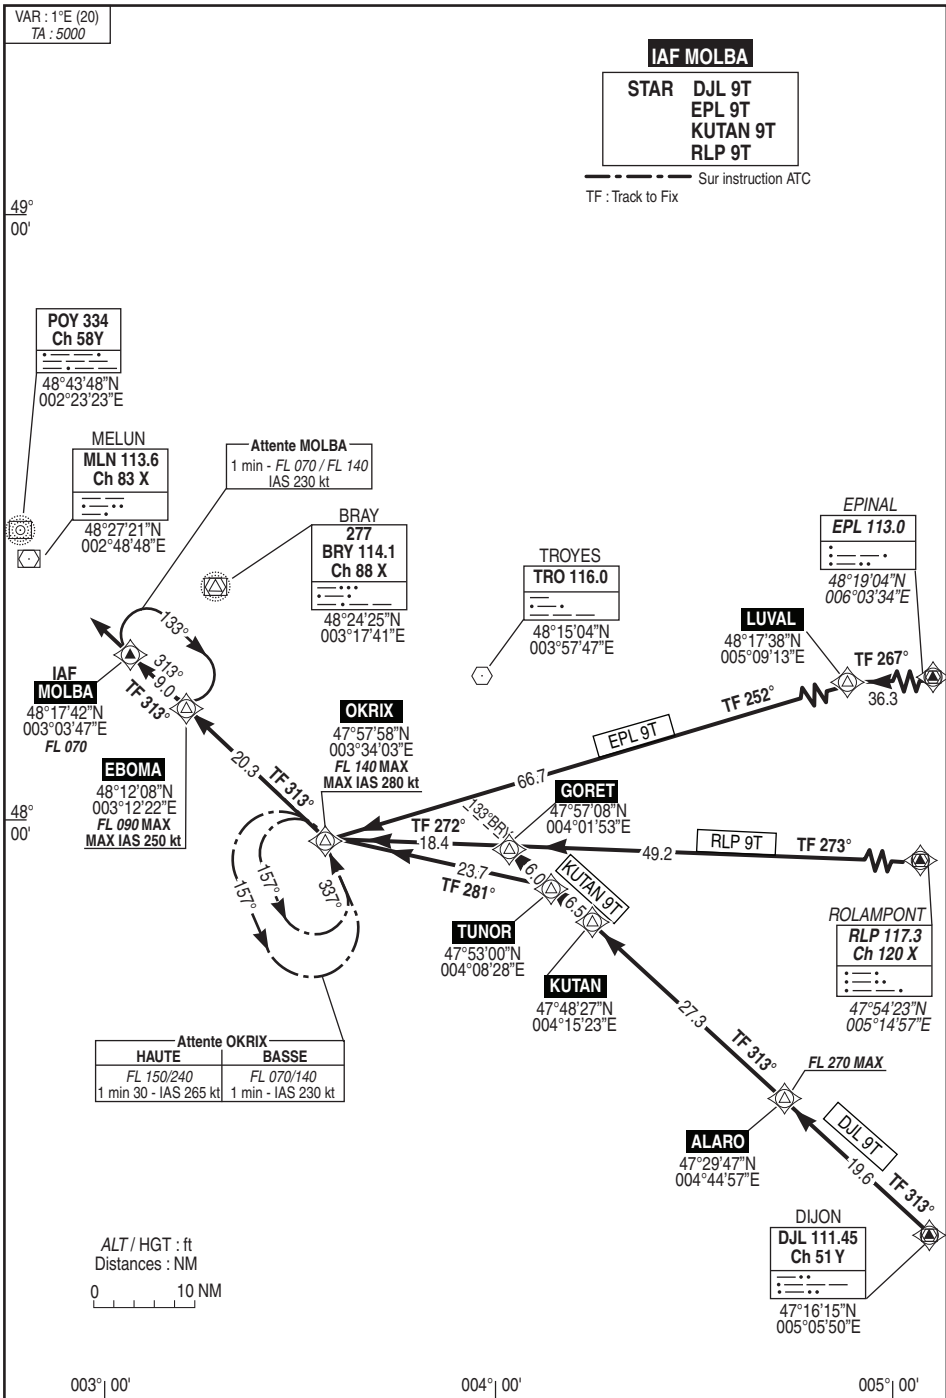 VAR : 1°E (20)
TA : 5000
IAF MOLBA
STAR DJL 9T
EPL 9T
KUTAN 9T
RLP 9T
Sur instruction ATC
TF : Track to Fix
49°
00'
POY 334
Ch 58Y
48°43'48"N
002°23'23"E
MELUN
MLN 113.6
Ch 83 X
48°27'21"N
002°48'48"E
Attente MOLBA
1 min - FL 070 / FL 140
IAS 230 kt
BRAY
277
BRY 114.1
Ch 88 X
48°24'25"N
003°17'41"E
TROYES
TRO 116.0
48°15'04"N
003°57'47"E
EPINAL
EPL 113.0
48°19'04"N
006°03'34"E
LUVAL
48°17'38"N
005°09'13"E
TF 267°
36.3
133°
313°
9.0
TF 313°
IAF
MOLBA
48°17'42"N
003°03'47"E
FL 070
TF 252°
EPL 9T
66.7
OKRIX
47°57'58"N
003°34'03"E
FL 140 MAX
MAX IAS 280 kt
EBOMA
48°12'08"N
003°12'22"E
FL 090 MAX
MAX IAS 250 kt
20.3
TF 313°
GORET
47°57'08"N
004°01'53"E
48°
00'
133°BRY
TF 272°
18.4
RLP 9T
TF 273°
49.2
23.7
TF 281°
6.0
KUTAN 9T
6.5
157°
157°
337°
TUNOR
47°53'00"N
004°08'28"E
KUTAN
47°48'27"N
004°15'23"E
ROLAMPONT
RLP 117.3
Ch 120 X
47°54'23"N
005°14'57"E
27.3
TF 313°
Attente OKRIX
HAUTE BASSE
FL 150/240 FL 070/140
1 min 30 - IAS 265 kt 1 min - IAS 230 kt
FL 270 MAX
ALARO
47°29'47"N
004°44'57"E
DJL 9T
19.6
TF 313°
DIJON
DJL 111.45
Ch 51 Y
47°16'15"N
005°05'50"E
ALT / HGT : ft
Distances : NM
0 10 NM
003° 00' 004° 00' 005° 00'